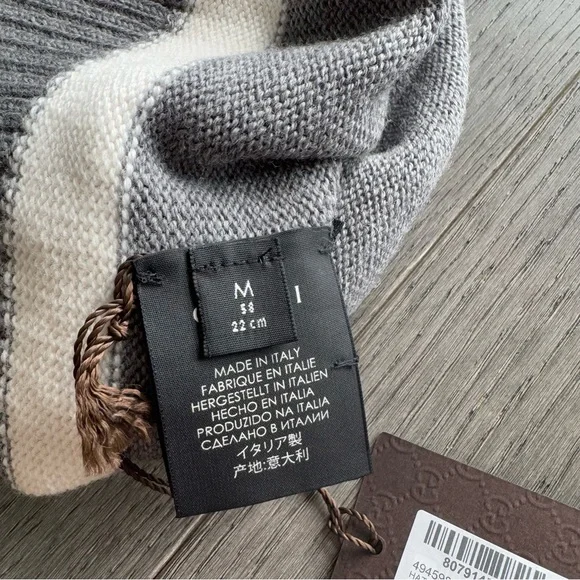 M
58
22 cm
MADE IN ITALY
FABRIQUE EN ITALIE
HERGESTELLT IN ITALIEN
HECHO EN ITALIA
PRODUZIDO NA ITALIA
СДЕЛАНО В ИТАЛИИ
イタリア製
产地:意大利